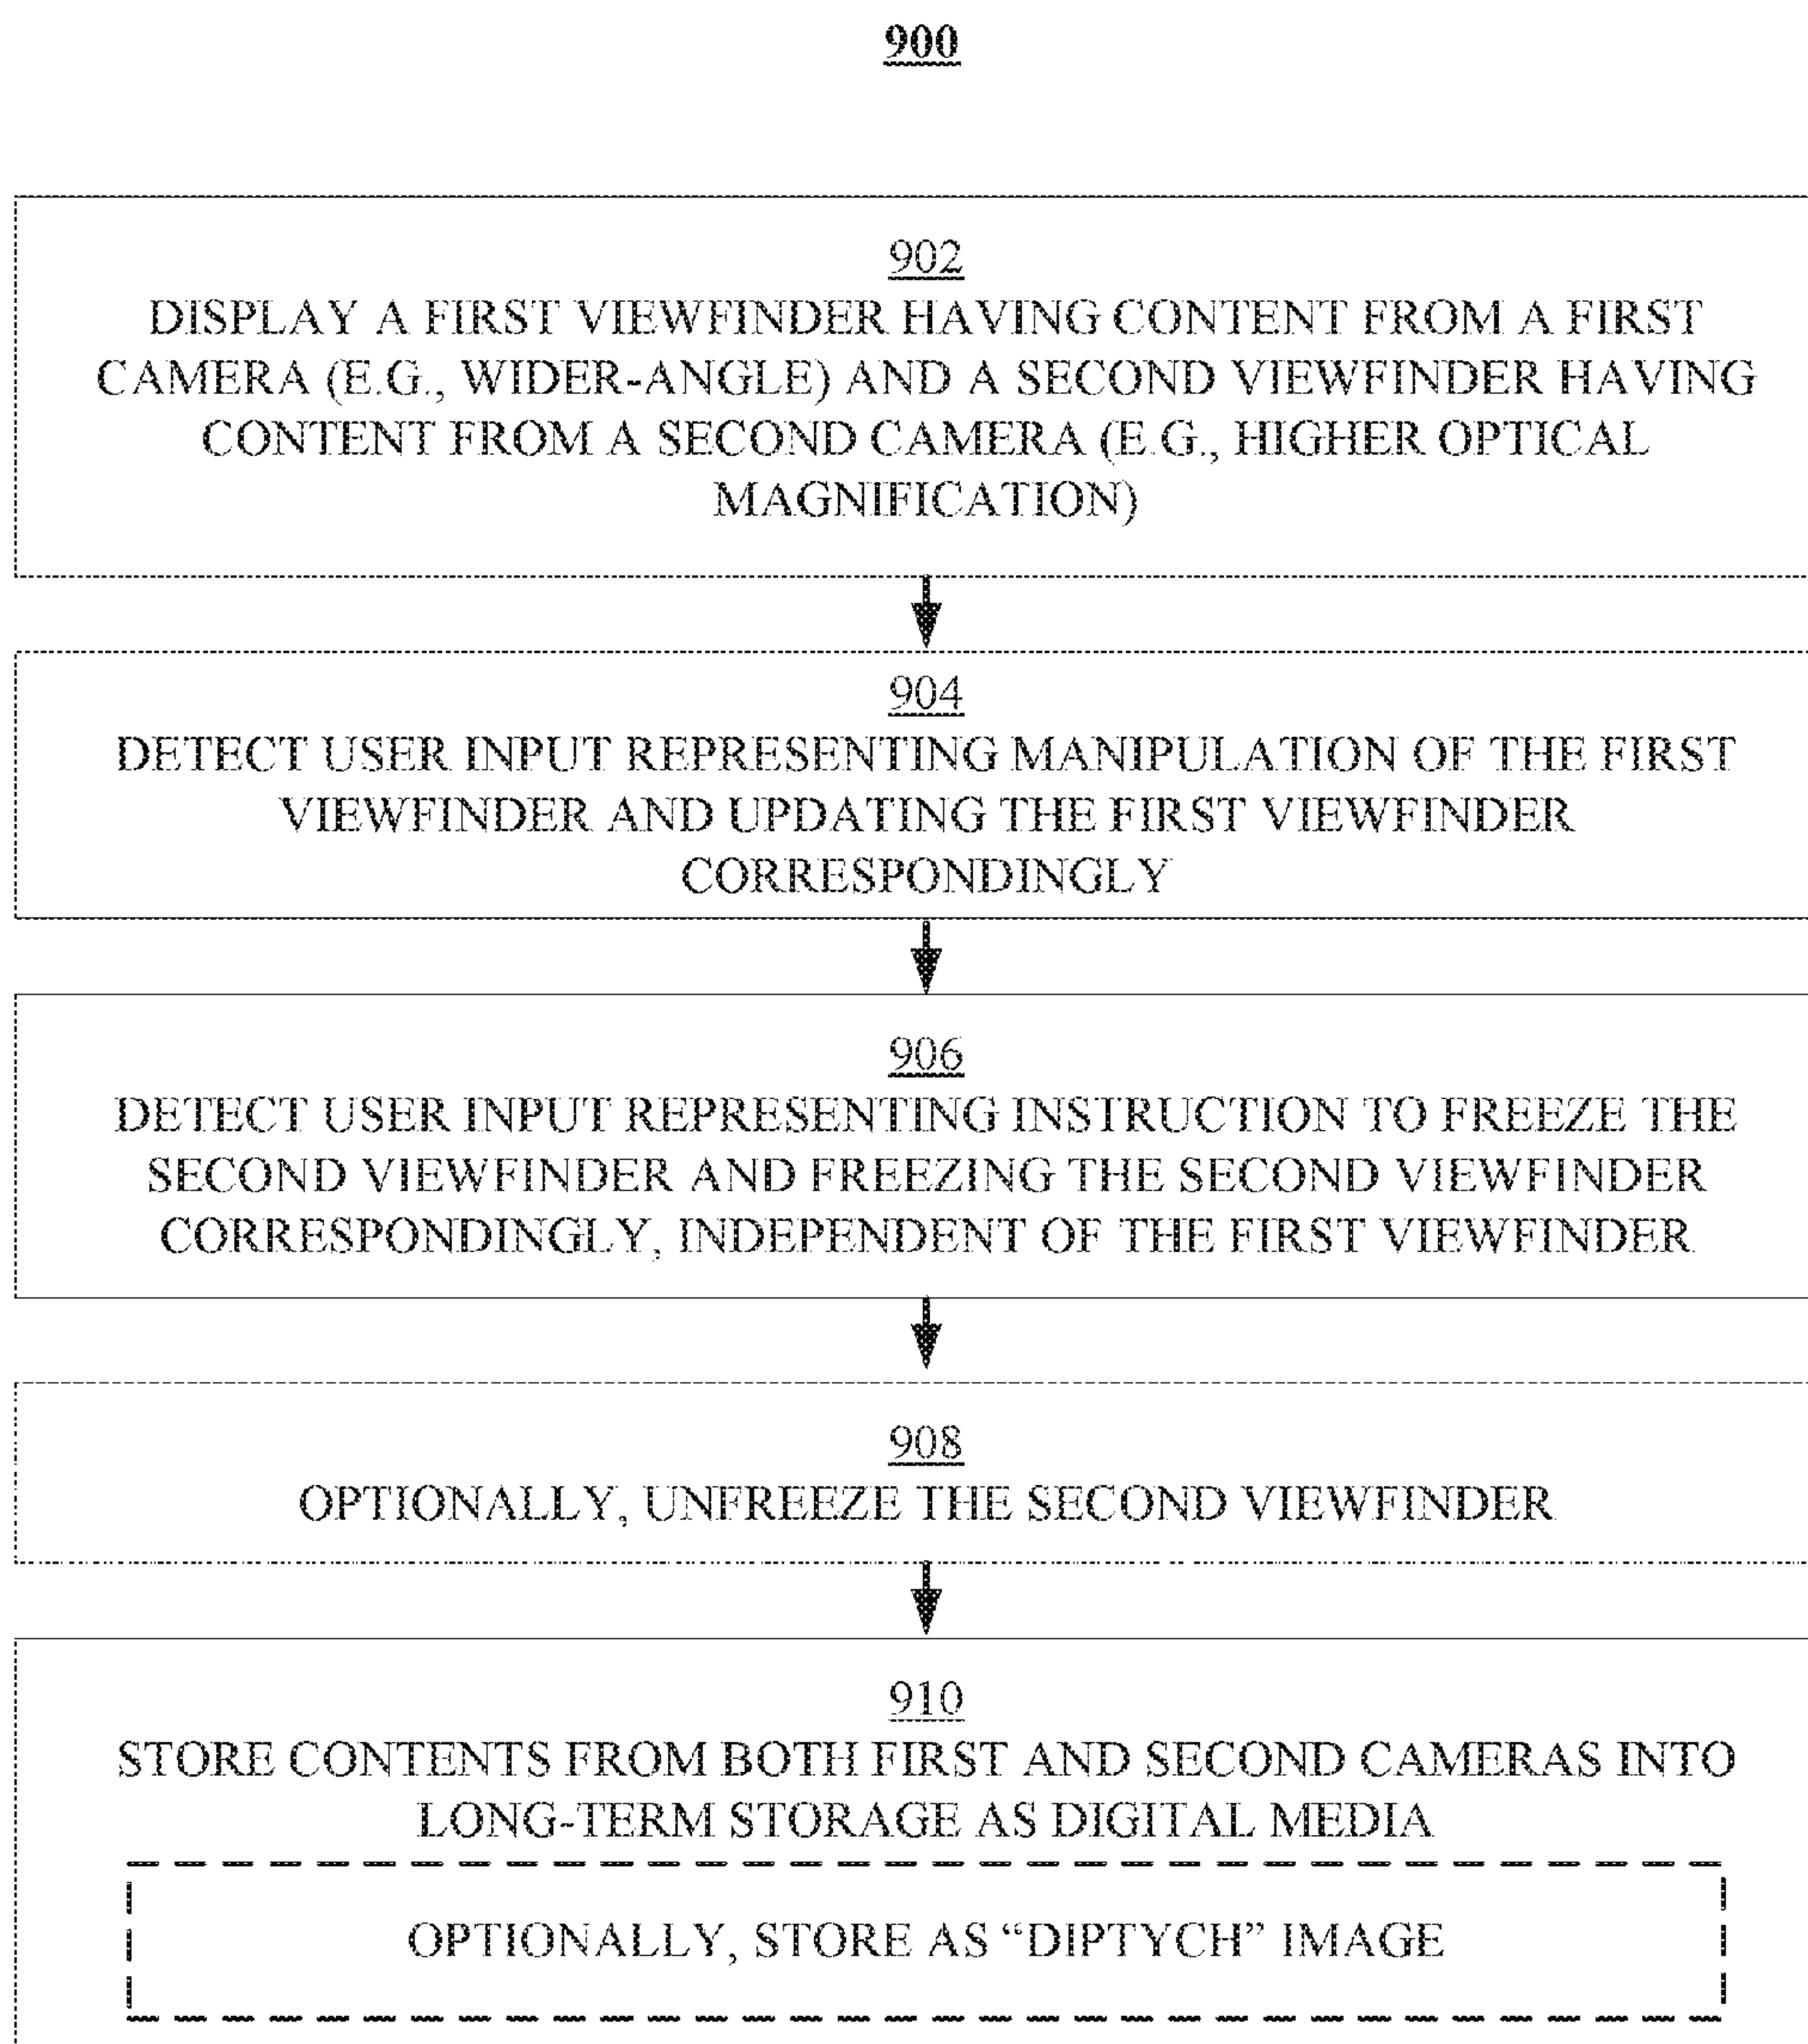 900
902
DISPLAY A FIRST VIEWFINDER HAVING CONTENT FROM A FIRST
CAMERA (E.G., WIDER-ANGLE) AND A SECOND VIEWFINDER HAVING
CONTENT FROM A SECOND CAMERA (E.G., HIGHER OPTICAL
MAGNIFICATION)
904
DETECT USER INPUT REPRESENTING MANIPULATION OF THE FIRST
VIEWFINDER AND UPDATING THE FIRST VIEWFINDER
CORRESPONDINGLY
906
DETECT USER INPUT REPRESENTING INSTRUCTION TO FREEZE THE
SECOND VIEWFINDER AND FREEZING THE SECOND VIEWFINDER
CORRESPONDINGLY, INDEPENDENT OF THE FIRST VIEWFINDER
908
OPTIONALLY, UNFREEZE THE SECOND VIEWFINDER
910
STORE CONTENTS FROM BOTH FIRST AND SECOND CAMERAS INTO
LONG-TERM STORAGE AS DIGITAL MEDIA
OPTIONALLY, STORE AS “DIPTYCH” IMAGE